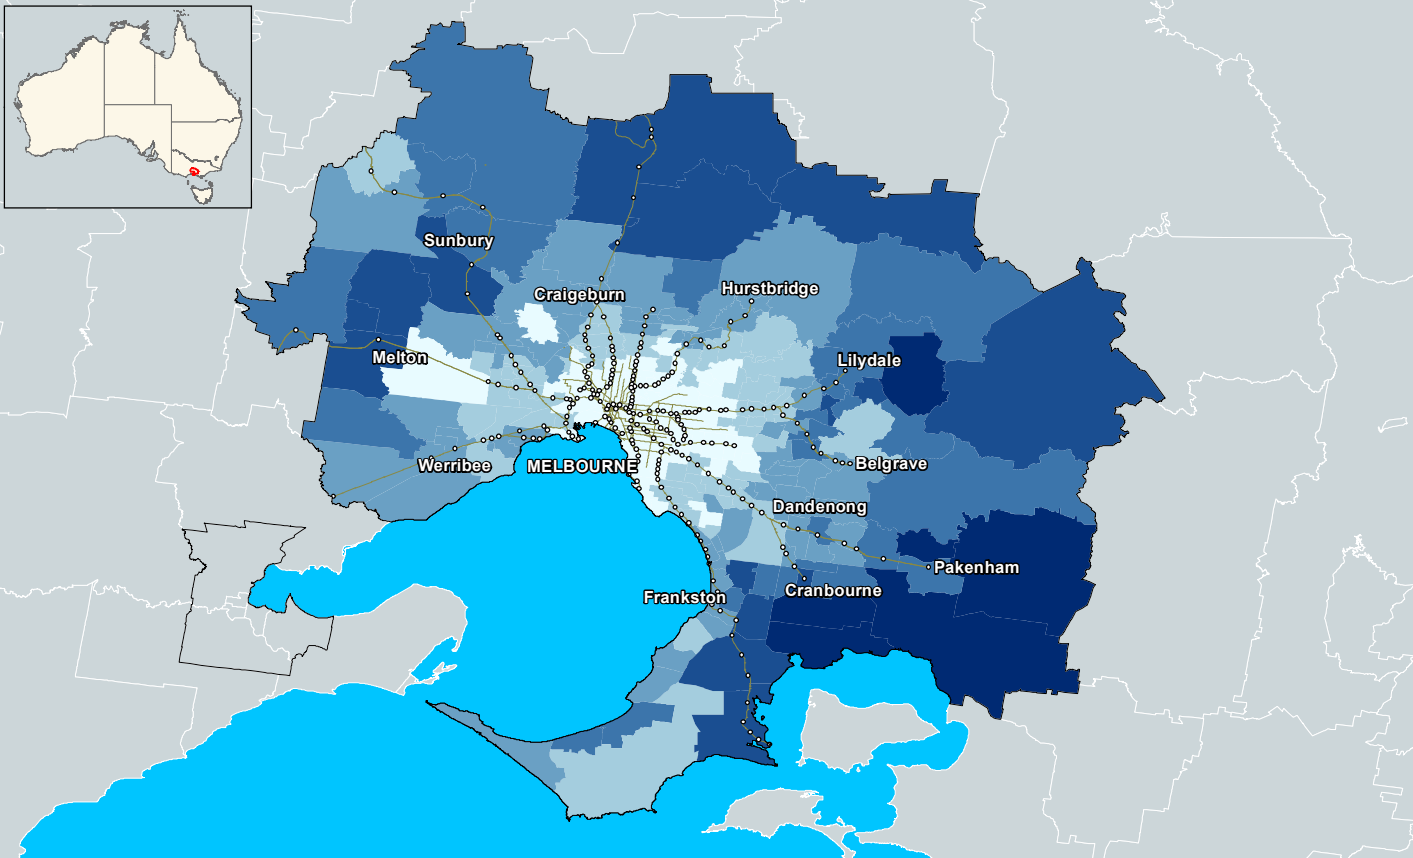 Sunbury
Hurstbridge
Craigeburn
Melton
Lilydale
Werribee
MELBOURNE
Belgrave
Dandenong
Pakenham
Cranbourne
Frankston